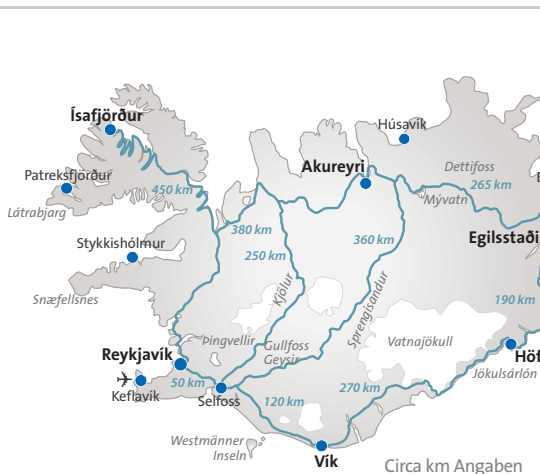 Ísafjörður
Húsavík
Akureyri
Dettifoss
Patreksfjörður
265 km
450 km
Mývatn
Látrabjarg
380 km
Egilsstaði
Stykkishólmur
360 km
250 km
Kjölur
Sprengisandur
Snæfellsnes
190 km
Þingvellir
Gullfoss
Geysir
Vatnajökull
Reykjavík
Höf
Jökulsárlón
50 km
270 km
Keflavík
Selfoss
120 km
Westmänner
Inseln
Vík
Circa km Angaben